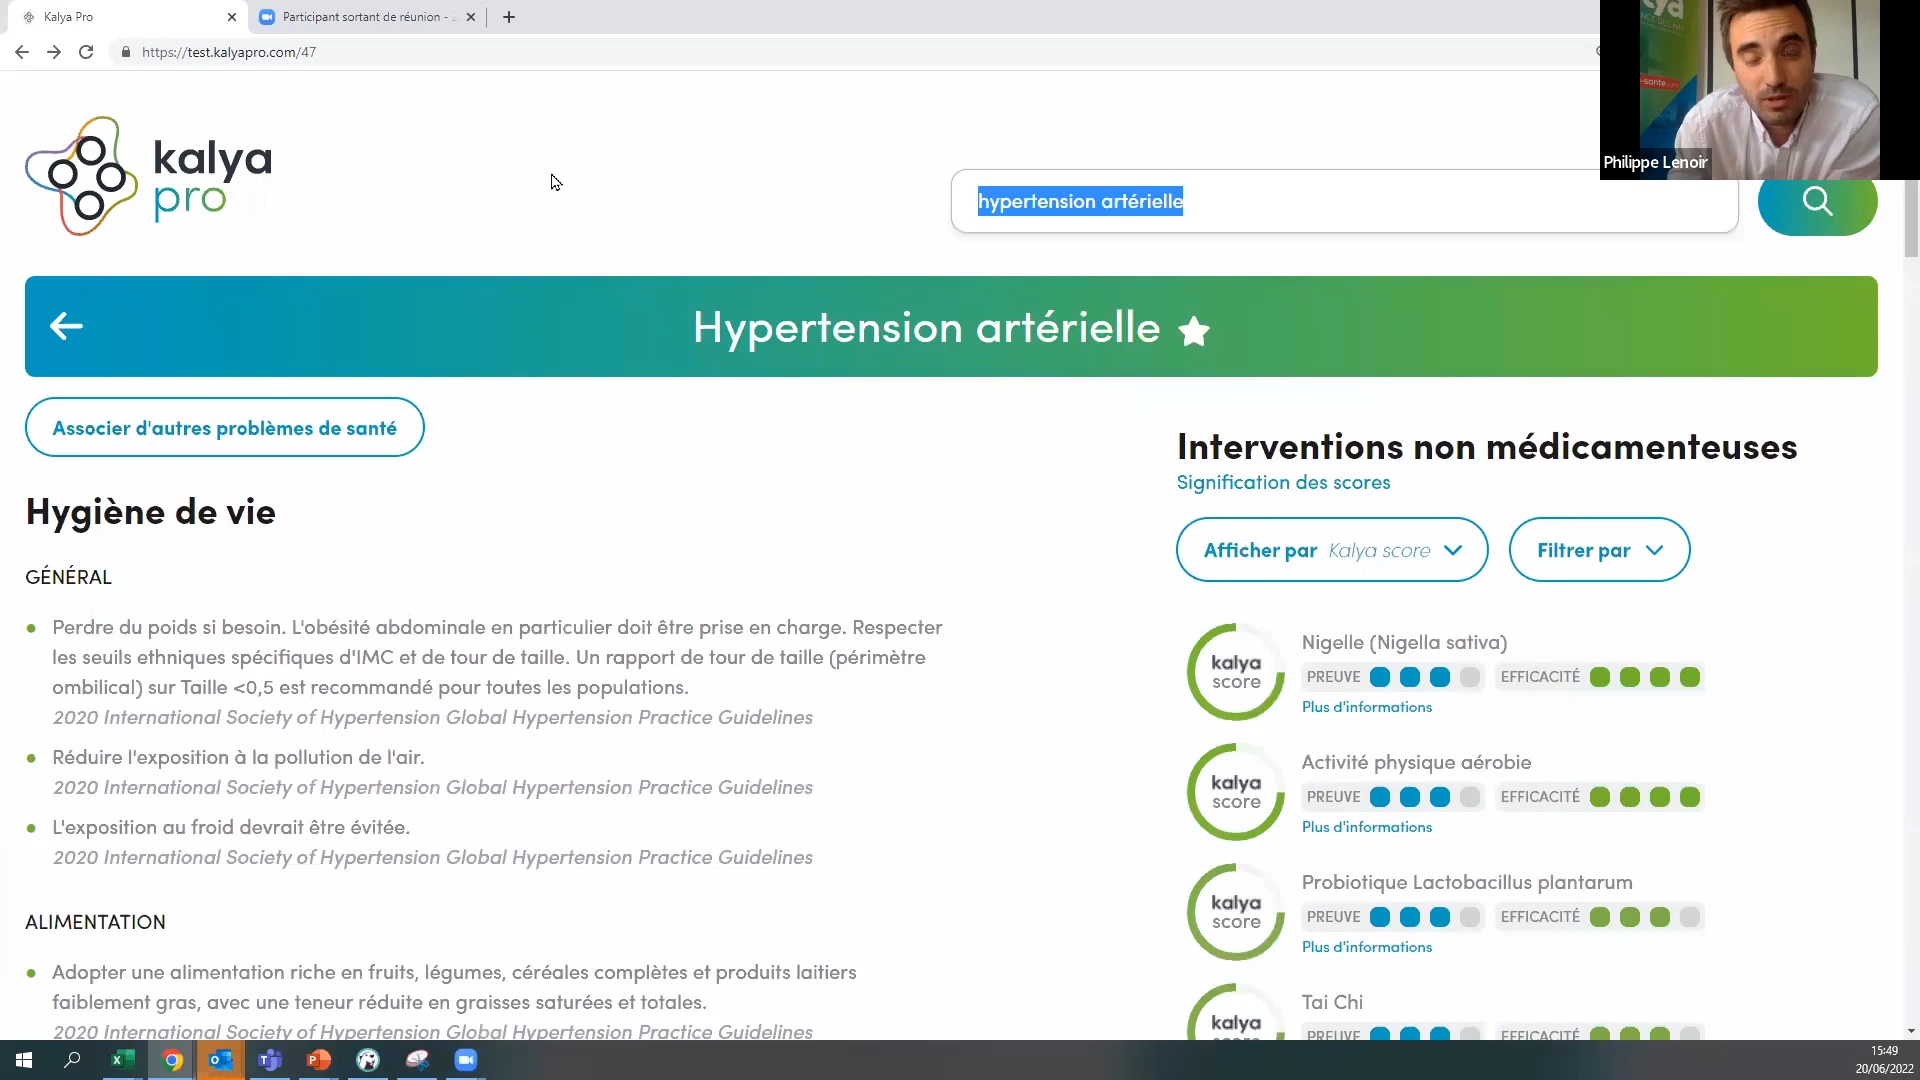 Kalya Pro
Participant sortant de réunion -
https://test.kalyapro.com/47
-sante.com
Philippe Lenoir
kalya
pro
hypertension artérielle
Hypertension artérielle
Associer d'autres problèmes de santé
Hygiène de vie
GÉNÉRAL
Perdre du poids si besoin. L'obésité abdominale en particulier doit être prise en charge. Respecter
les seuils ethniques spécifiques d'IMC et de tour de taille. Un rapport de tour de taille (périmètre
ombilical) sur Taille <0,5 est recommandé pour toutes les populations.
2020 International Society of Hypertension Global Hypertension Practice Guidelines
Réduire l'exposition à la pollution de l'air.
2020 International Society of Hypertension Global Hypertension Practice Guidelines
L'exposition au froid devrait être évitée.
2020 International Society of Hypertension Global Hypertension Practice Guidelines
ALIMENTATION
Adopter une alimentation riche en fruits, légumes, céréales complètes et produits laitiers
faiblement gras, avec une teneur réduite en graisses saturées et totales.
2020 International Society of Hypertension Global Hypertension Practice Guidelines
Interventions non médicamenteuses
Signification des scores
Afficher par Kalya score
Filtrer par
kalya
score
Nigelle (Nigella sativa)
PREUVE EFFICACITÉ
Plus d'informations
kalya
score
Activité physique aérobie
PREUVE EFFICACITÉ
Plus d'informations
kalya
score
Probiotique Lactobacillus plantarum
PREUVE EFFICACITÉ
Plus d'informations
kalya
score
Tai Chi
PREUVE EFFICACITÉ
15:49
20/06/2022